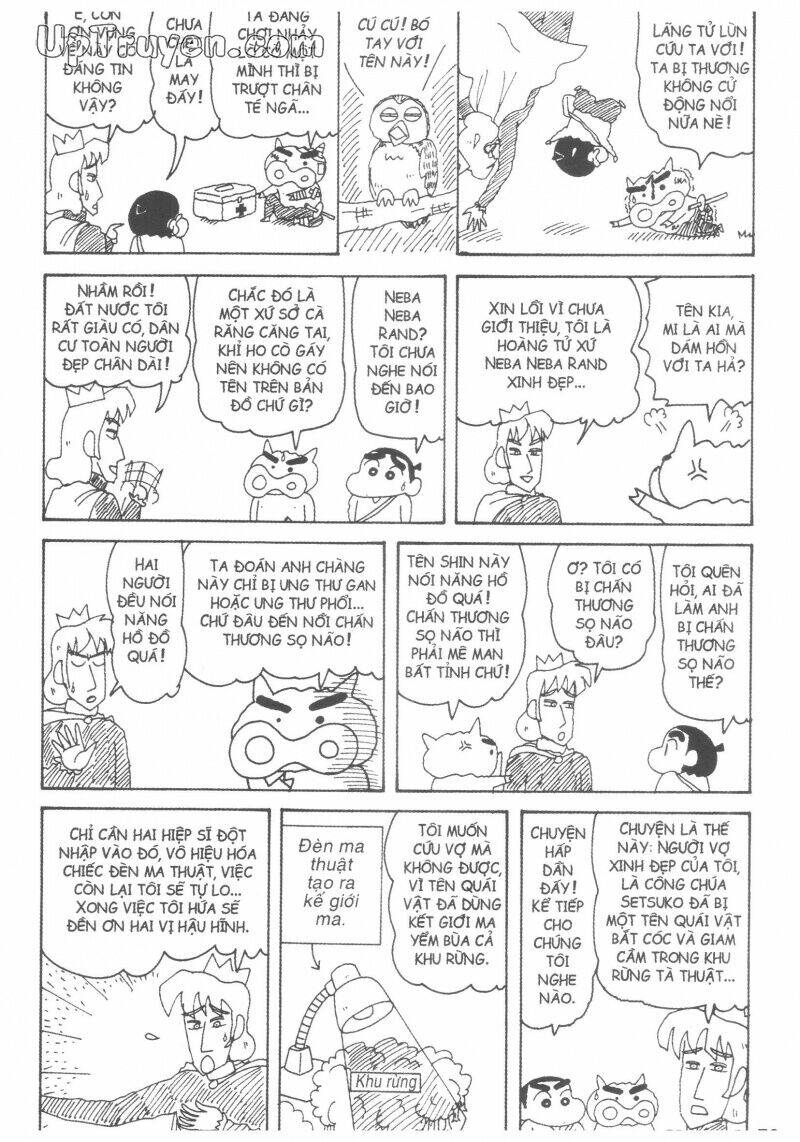 LÃNG TỬ LÙN
CỨU TA VỚI!
TA BỊ THƯƠNG
KHÔNG CỬ
ĐỘNG NỔI
NỮA NÈ!
CÚ CÚ! BÓ
TAY VỚI
TÊN NÀY!
TA ĐANG
CHƠI NHẢY
MÌNH THÌ BỊ
TRƯỢT CHÂN
TÉ NGÃ...
CHƯA
LÀ
MAY
ĐẤY!
Ê, CON
ĐÁNG TIN
KHÔNG
VẬY?
UpTruyen.com
TÊN KIA,
MI LÀ AI MÀ
DÁM HỖN
VỚI TA HẢ?
XIN LỖI VÌ CHƯA
GIỚI THIỆU, TÔI LÀ
HOÀNG TỬ XỨ
NEBA NEBA RAND
XINH ĐẸP...
NEBA
NEBA
RAND?
TÔI CHƯA
NGHE NÓI
ĐẾN BAO
GIỜ!
CHẮC ĐÓ LÀ
MỘT XỨ SỞ CÀ
RĂNG CĂNG TAI,
KHỈ HO CÒ GÁY
NÊN KHÔNG CÓ
TÊN TRÊN BẢN
ĐỒ CHỨ GÌ?
NHẦM RỒI!
ĐẤT NƯỚC TÔI
RẤT GIÀU CÓ, DÂN
CƯ TOÀN NGƯỜI
ĐẸP CHÂN DÀI!
TÔI QUÊN
HỎI, AI ĐÃ
LÀM ANH
BỊ CHẤN
THƯƠNG
SỌ NÃO
THẾ?
Ơ? TÔI CÓ
BỊ CHẤN
THƯƠNG
SỌ NÃO
ĐÂU?
TÊN SHIN NÀY
NÓI NĂNG HỒ
ĐỒ QUÁ!
CHẤN THƯƠNG
SỌ NÃO THÌ
PHẢI MÊ MAN
BẤT TỈNH CHỨ!
TA ĐOÁN ANH CHÀNG
NÀY CHỈ BỊ UNG THƯ GAN
HOẶC UNG THƯ PHỔI...
CHỨ ĐÂU ĐẾN NỖI CHẤN
THƯƠNG SỌ NÃO!
HAI
NGƯỜI
ĐỀU NÓI
NĂNG
HỒ ĐỒ
QUÁ!
CHUYỆN LÀ THẾ
NÀY: NGƯỜI VỢ
XINH ĐẸP CỦA TÔI,
LÀ CÔNG CHÚA
SETSUKO ĐÃ BỊ
MỘT TÊN QUÁI VẬT
BẮT CÓC VÀ GIAM
CẦM TRONG KHU
RỪNG TÀ THUẬT...
CHUYỆN
HẤP
DẪN
ĐẤY!
KỂ TIẾP
CHO
CHÚNG
TÔI
NGHE
NÀO.
TÔI MUỐN
CỨU VỢ MÀ
KHÔNG ĐƯỢC,
VÌ TÊN QUÁI
VẬT ĐÃ DÙNG
KẾT GIỚI MA
YỂM BÙA CẢ
KHU RỪNG.
Đèn ma
thuật
tạo ra
kế giới
ma.
Khu rừng
CHỈ CẦN HAI HIỆP SĨ ĐỘT
NHẬP VÀO ĐÓ, VÔ HIỆU HÓA
CHIẾC ĐÈN MA THUẬT, VIỆC
CÒN LẠI TÔI SẼ TỰ LO...
XONG VIỆC TÔI HỨA SẼ
ĐỀN ƠN HAI VỊ HẬU HĨNH.